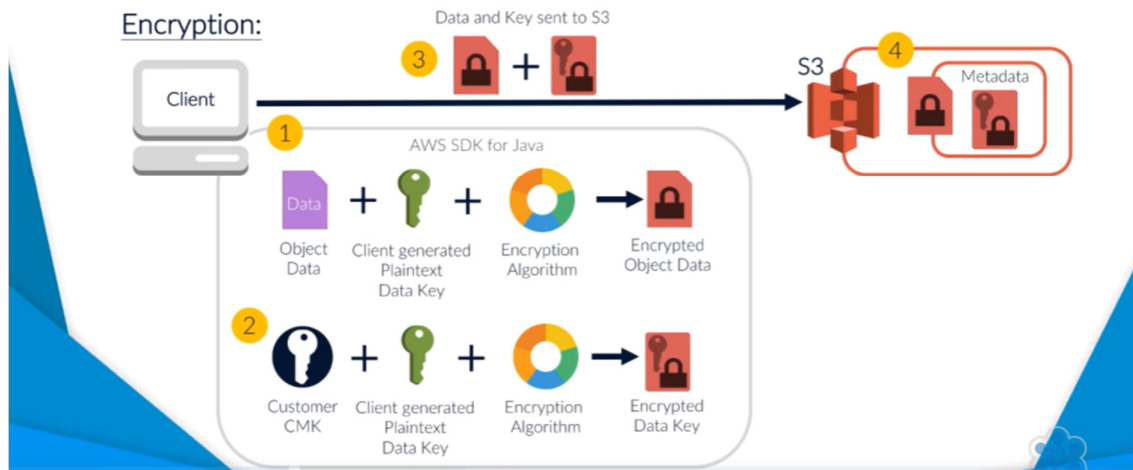 Encryption:
Data and Key sent to S3
3
Client
S3
4
Metadata
1
AWS SDK for Java
Data
Object
Data
Client generated
Plaintext
Data Key
Encryption
Algorithm
Encrypted
Object Data
2
Customer
CMK
Client generated
Plaintext
Data Key
Encryption
Algorithm
Encrypted
Data Key